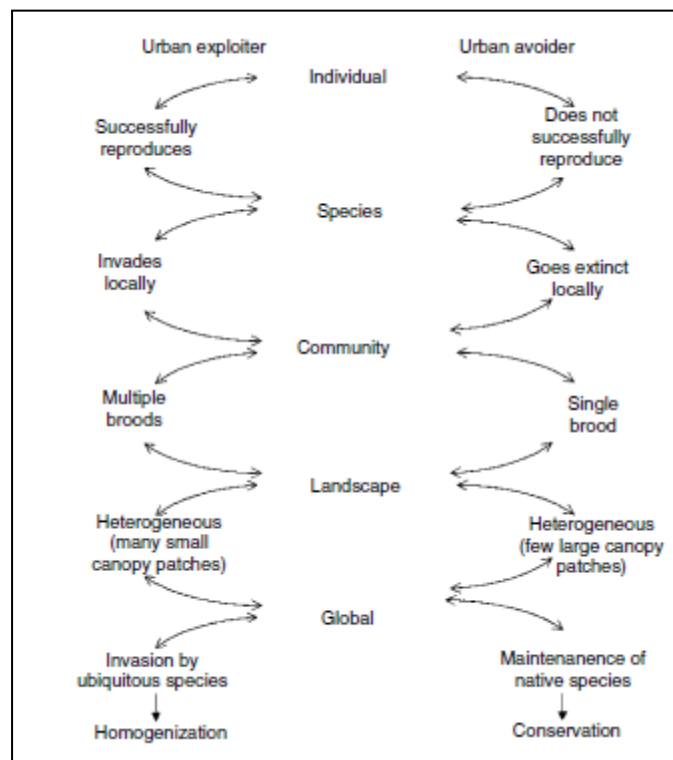 Urban exploiter Urban avoider
Individual
Successfully
reproduces
Does not
successfully
reproduce
Species
Invades
locally
Goes extinct
locally
Community
Multiple
broods
Single
brood
Landscape
Heterogeneous
(many small
canopy patches)
Heterogeneous
(few large canopy
patches)
Global
Invasion by
ubiquitous species
Maintenanence of
native species
Homogenization
Conservation